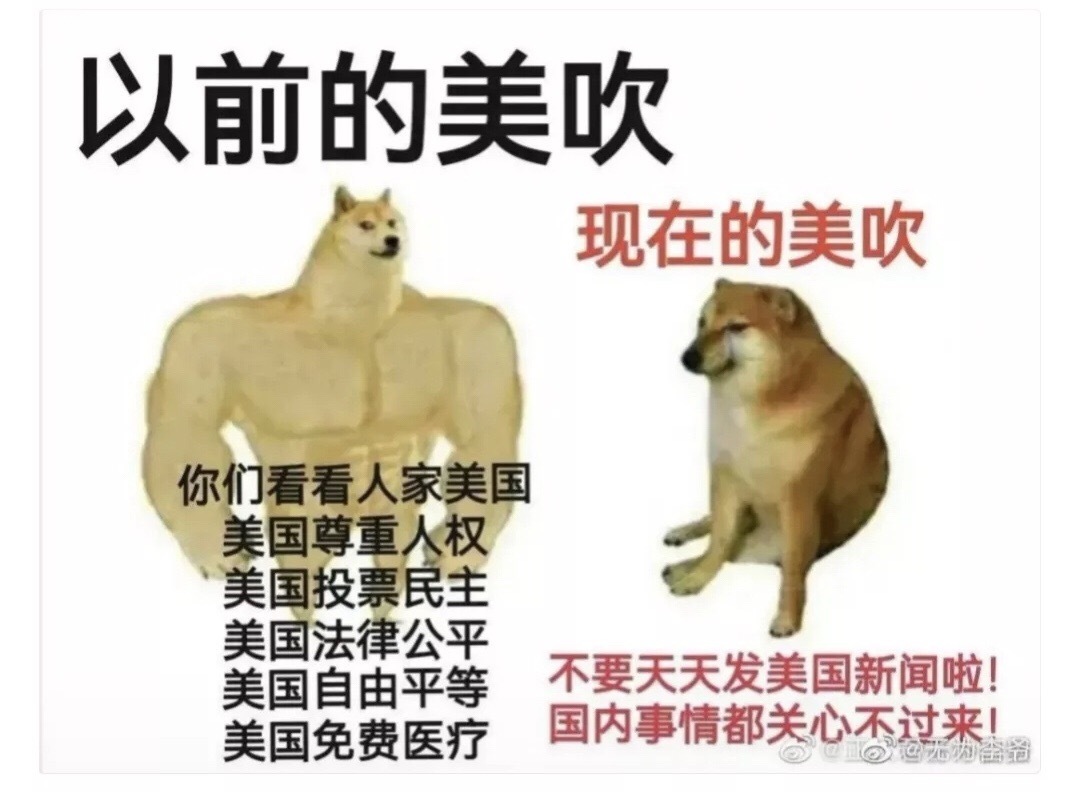 以前的美吹
现在的美吹
你们看看人家美国
美国尊重人权
美国投票民主
美国法律公平
美国自由平等
美国免费医疗
不要天天发美国新闻啦!
国内事情都关心不过来!